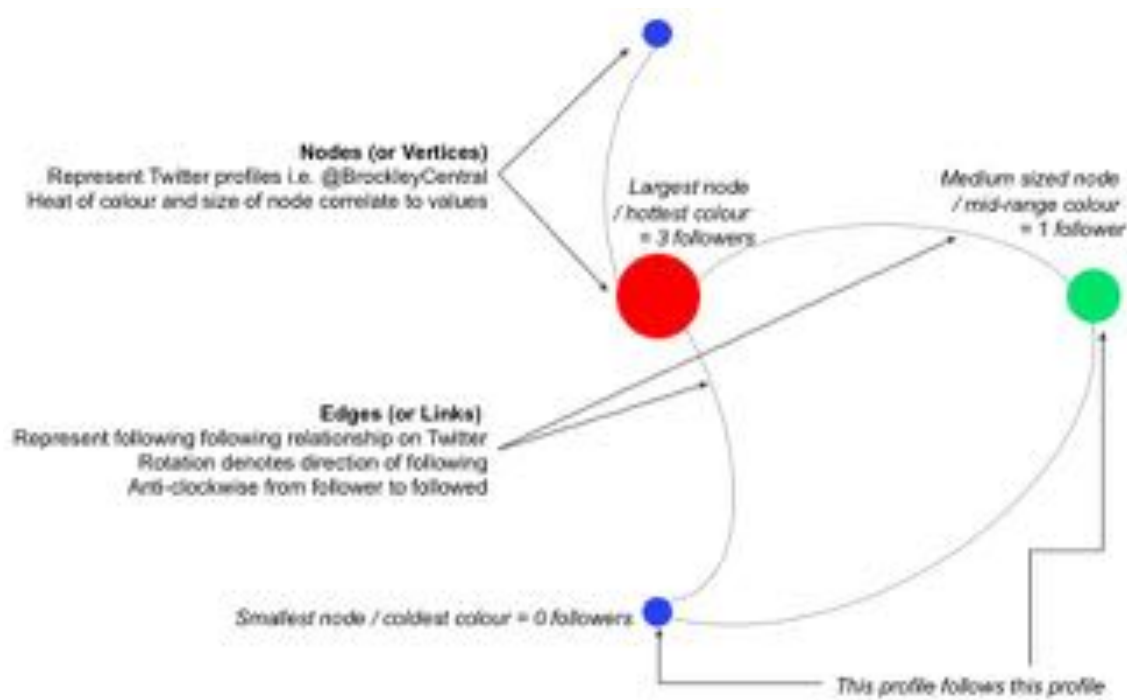 Nodes (or Vertices)
Represent Twitter profiles i.e. @BrockleyCentral
Heat of colour and size of node correlate to values
Largest node
/ hottest colour
= 3 followers
Medium sized node
/ mid-range colour
= 1 follower
Edges (or Links)
Represent following following relationship on Twitter
Rotation denotes direction of following
Anti-clockwise from follower to followed
Smallest node / coldest colour = 0 followers
This profile follows this profile